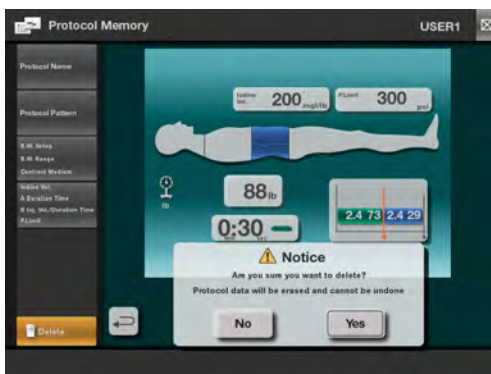 Protocol Memory
USER1
Protocol Name
Protocol Pattern
B.W. Setup
B.W. Range
Contrast Medium
Iodine Vol.
A Duration Time
B Inj. Vol./Duration Time
P.Limit
Delete
Iodine Vol. 200 mgI/lb
P.Limit 300 psi
lb
88 lb
0:30
Min Sec
2.4 73 2.4 29
Notice
Are you sure you want to delete?
Protocol data will be erased and cannot be undone
No
Yes